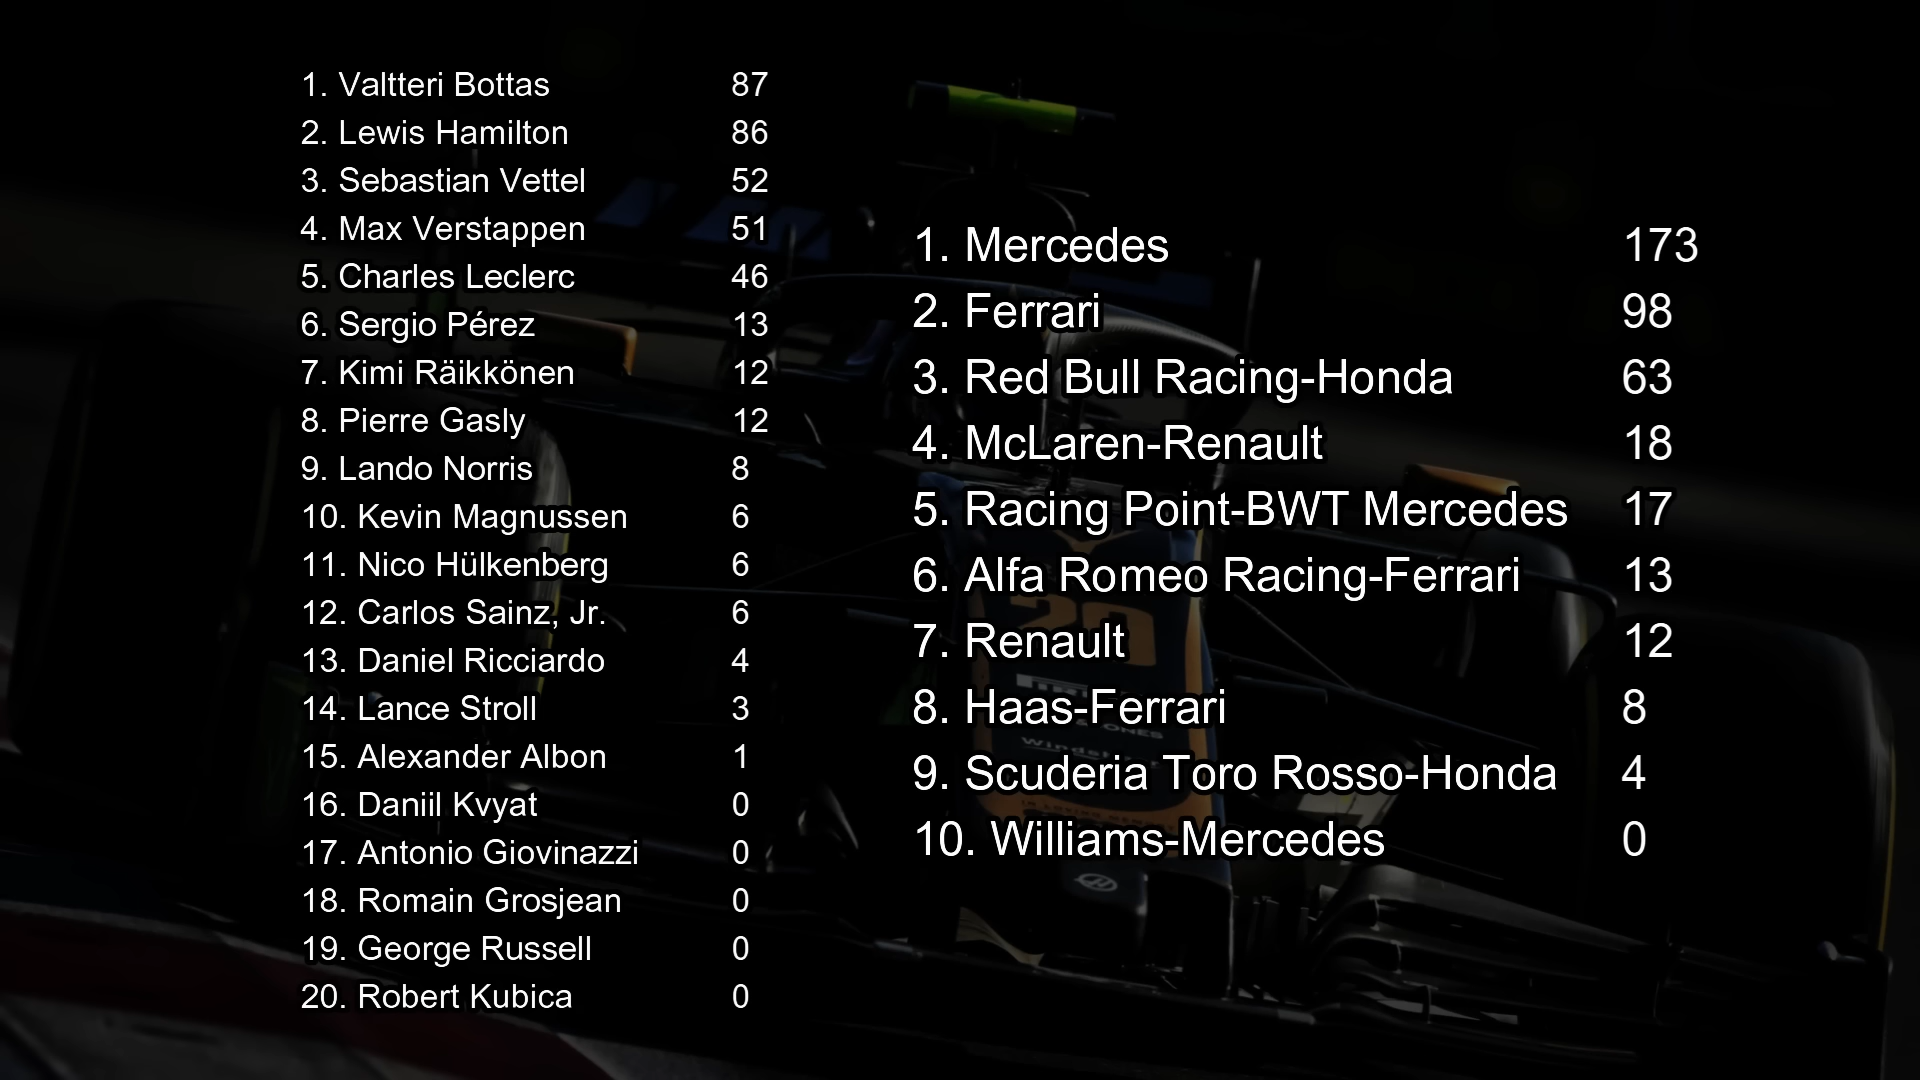 1. Valtteri Bottas 87
2. Lewis Hamilton 86
3. Sebastian Vettel 52
4. Max Verstappen 51
5. Charles Leclerc 46
6. Sergio Pérez 13
7. Kimi Räikkönen 12
8. Pierre Gasly 12
9. Lando Norris 8
10. Kevin Magnussen 6
11. Nico Hülkenberg 6
12. Carlos Sainz, Jr. 6
13. Daniel Ricciardo 4
14. Lance Stroll 3
15. Alexander Albon 1
16. Daniil Kvyat 0
17. Antonio Giovinazzi 0
18. Romain Grosjean 0
19. George Russell 0
20. Robert Kubica 0
1. Mercedes 173
2. Ferrari 98
3. Red Bull Racing-Honda 63
4. McLaren-Renault 18
5. Racing Point-BWT Mercedes 17
6. Alfa Romeo Racing-Ferrari 13
7. Renault 12
8. Haas-Ferrari 8
9. Scuderia Toro Rosso-Honda 4
10. Williams-Mercedes 0
20